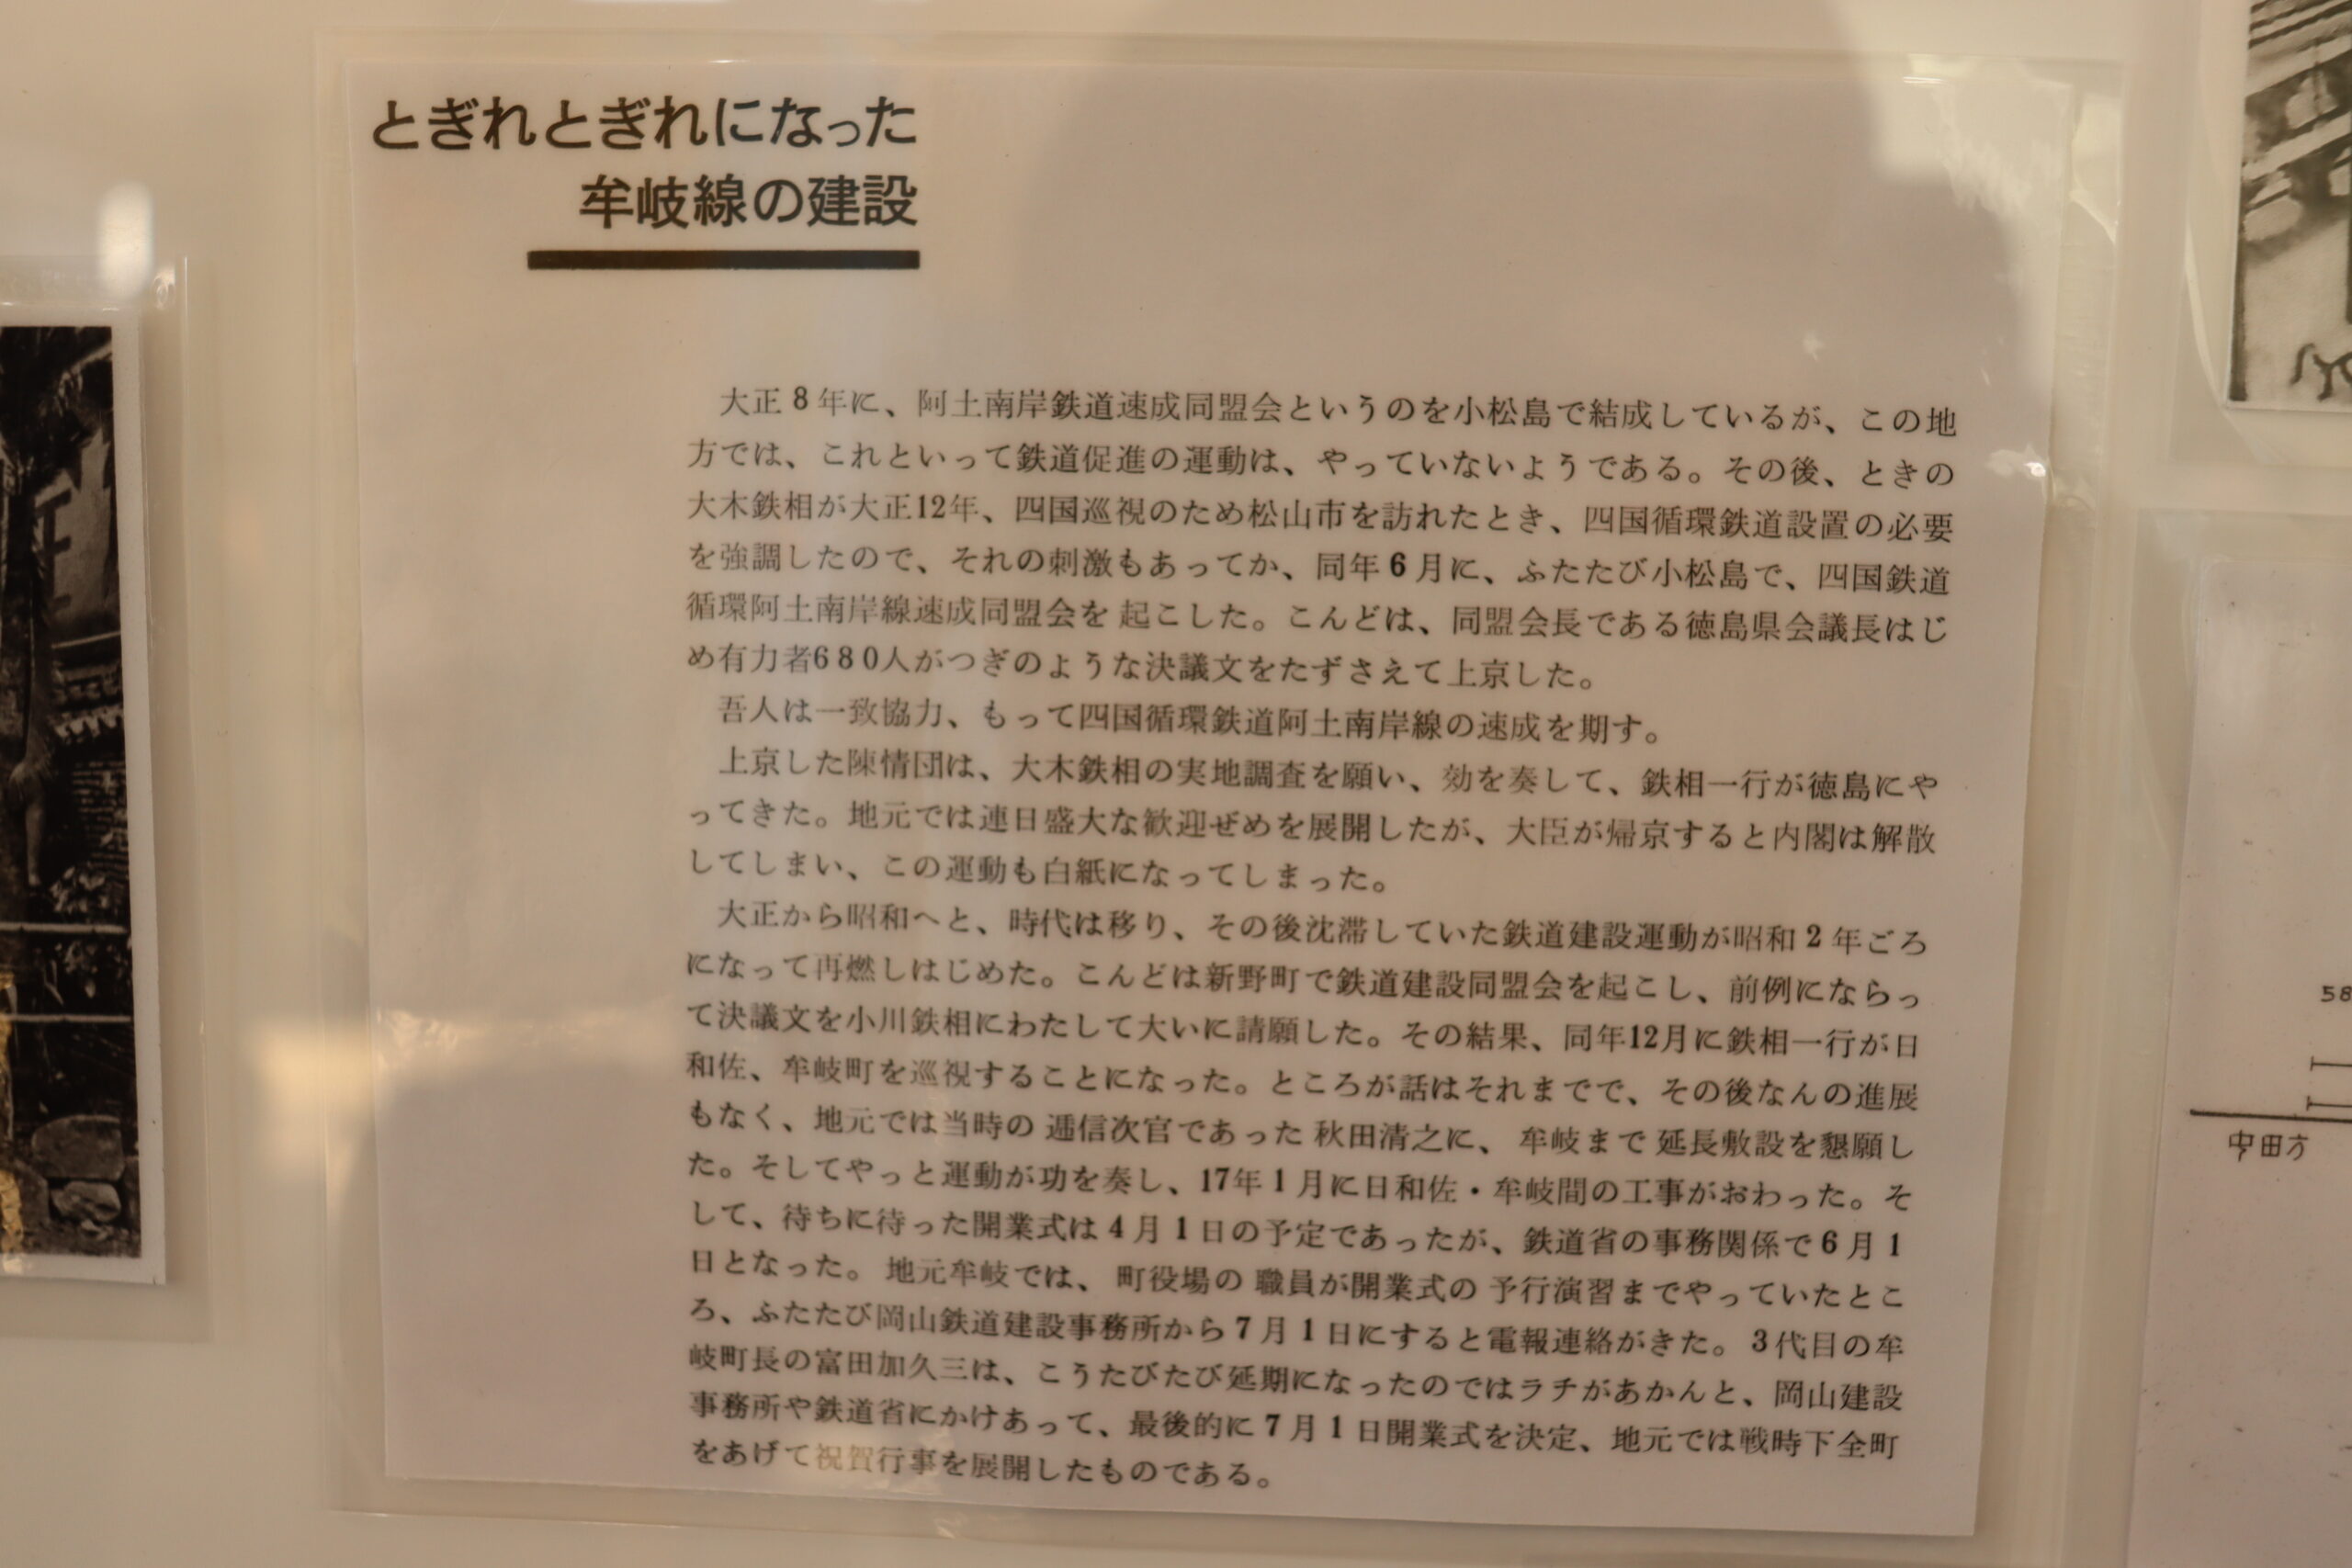 とぎれとぎれになった
牟岐線の建設
大正8年に、阿土南岸鉄道速成同盟会というのを小松島で結成しているが、この地
方では、これといって鉄道促進の運動は、やっていないようである。その後、ときの
大木鉄相が大正12年、四国巡視のため松山市を訪れたとき、四国循環鉄道設置の必要
を強調したので、それの刺激もあってか、同年6月に、ふたたび小松島で、四国鉄道
循環阿土南岸線速成同盟会を 起こした。こんどは、同盟会長である徳島県会議長はじ
め有力者680人がつぎのような決議文をたずさえて上京した。
吾人は一致協力、もって四国循環鉄道阿土南岸線の速成を期す。
上京した陳情団は、大木鉄相の実地調査を願い、効を奏して、鉄相一行が徳島にや
ってきた。地元では連日盛大な歓迎ぜめを展開したが、大臣が帰京すると内閣は解散
してしまい、この運動も白紙になってしまった。
大正から昭和へと、時代は移り、その後沈滞していた鉄道建設運動が昭和2年ごろ
になって再燃しはじめた。こんどは新野町で鉄道建設同盟会を起こし、前例にならっ
て決議文を小川鉄相にわたして大いに請願した。その結果、同年12月に鉄相一行が日
和佐、牟岐町を巡視することになった。ところが話はそれまでで、その後なんの進展
もなく、地元では当時の 逓信次官であった 秋田清之に、 牟岐まで 延長敷設を懇願し
た。そしてやっと運動が功を奏し、17年1月に日和佐・牟岐間の工事がおわった。そ
して、待ちに待った開業式は4月1日の予定であったが、鉄道省の事務関係で6月1
日となった。 地元牟岐では、 町役場の 職員が開業式の 予行演習までやっていたとこ
ろ、ふたたび岡山鉄道建設事務所から7月1日にすると電報連絡がきた。3代目の牟
岐町長の富田加久三は、こうたびたび延期になったのではラチがあかんと、岡山建設
事務所や鉄道省にかけあって、最後的に7月1日開業式を決定、地元では戦時下全町
をあげて祝賀行事を展開したものである。
58
中田方